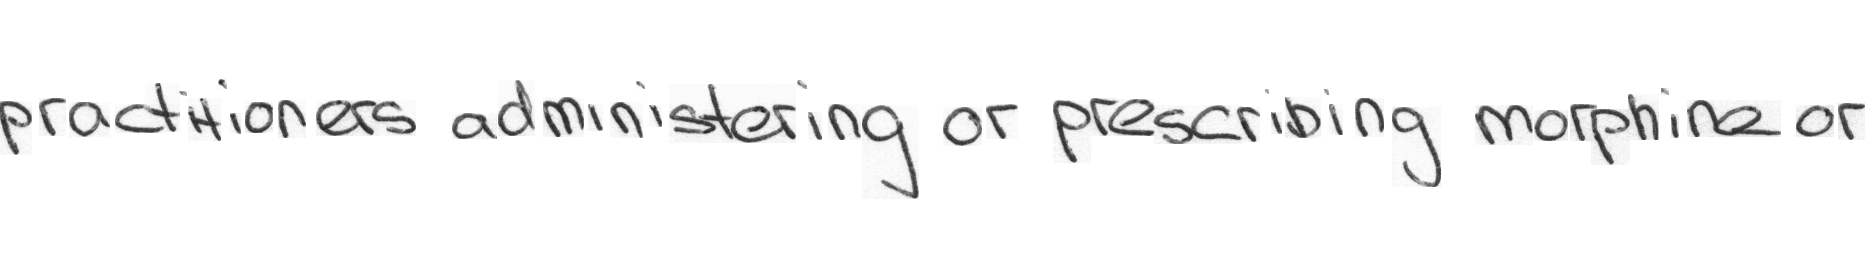 practitioners administering or prescribing morphine or